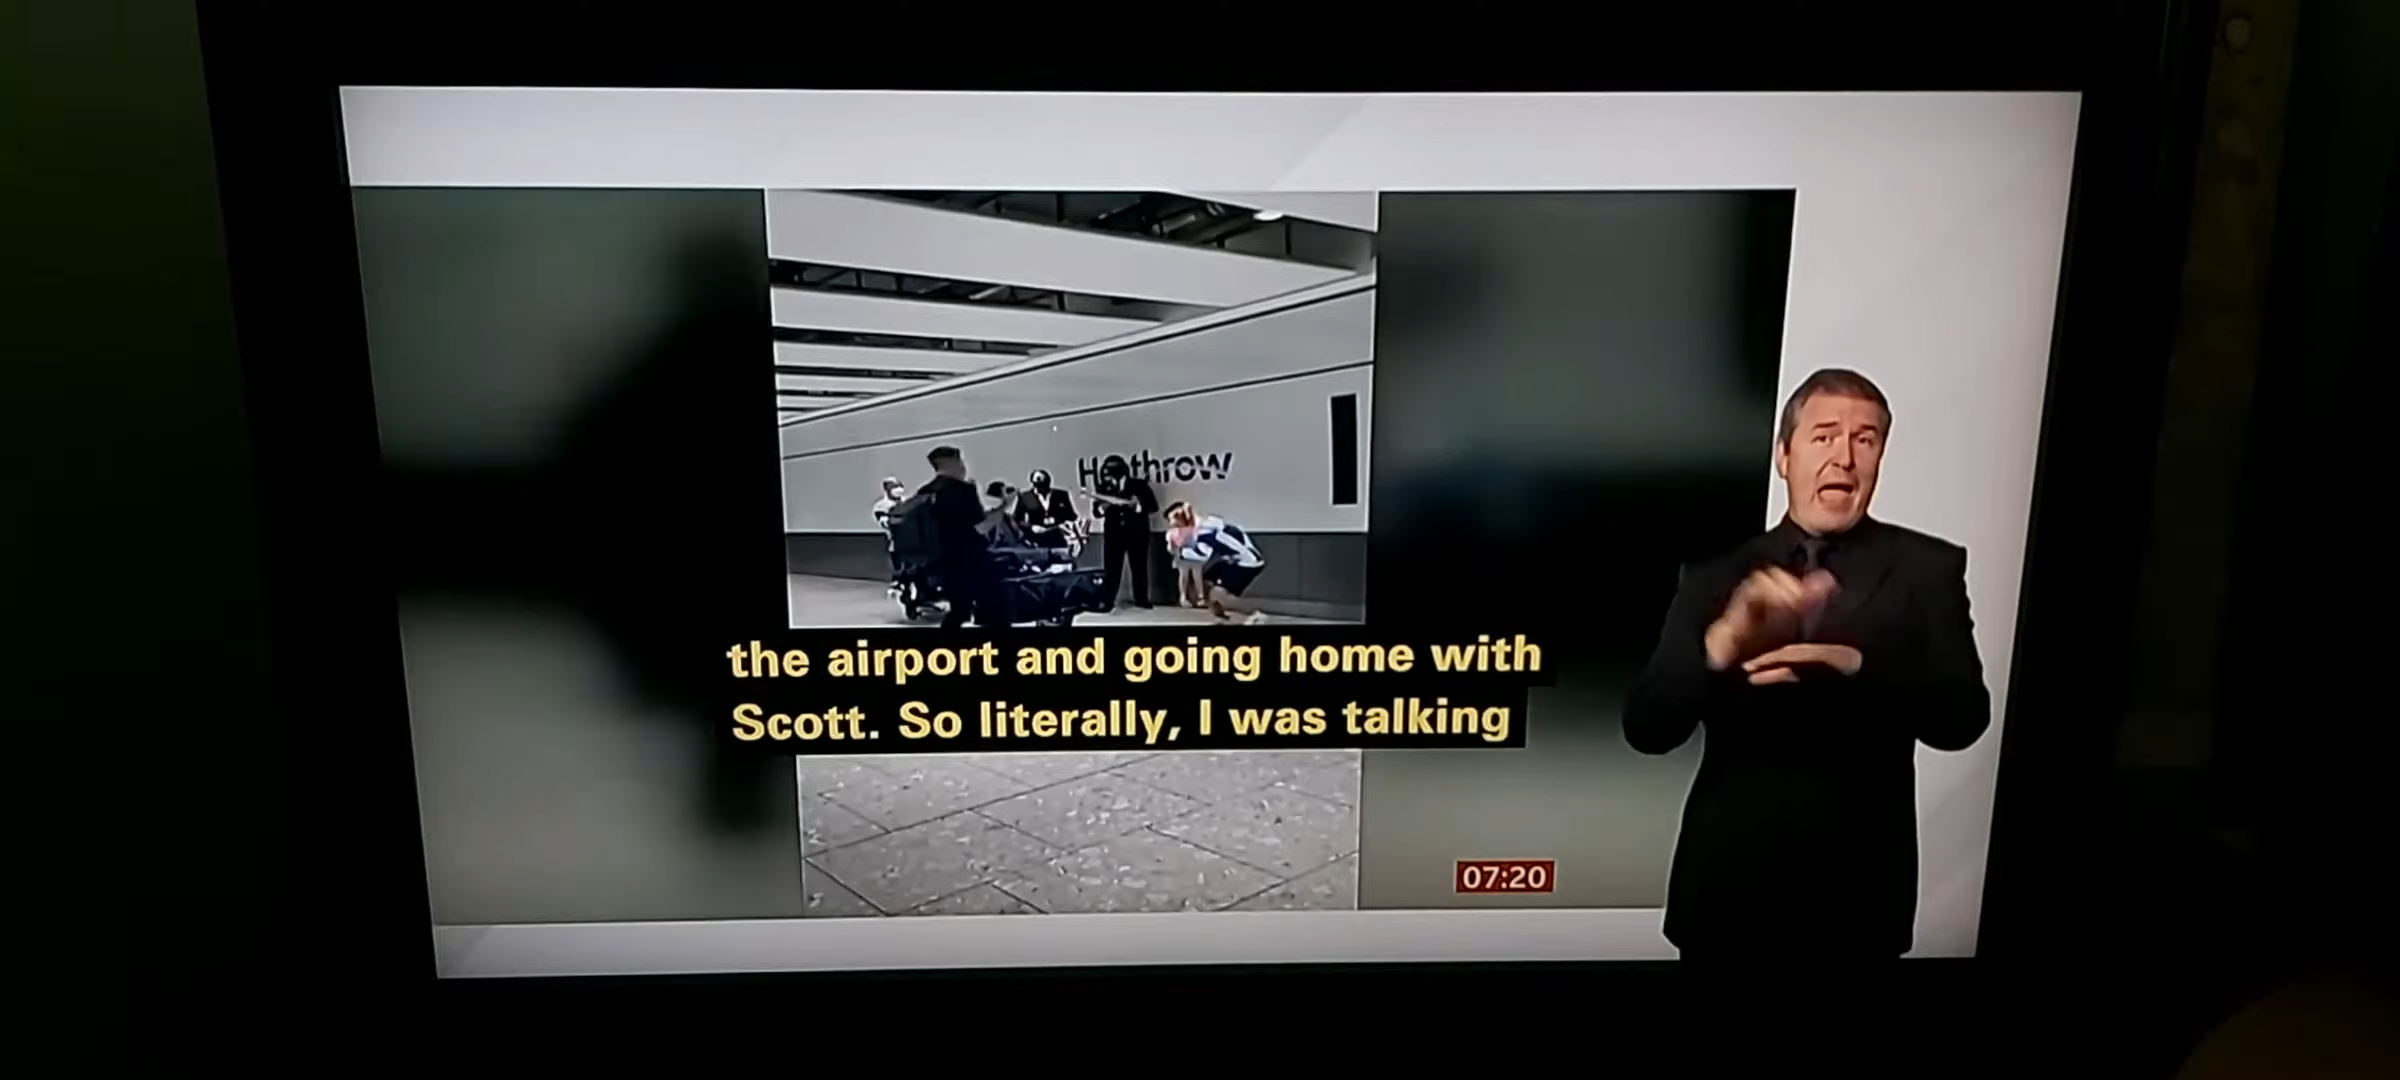 Heathrow
the airport and going home with
Scott. So literally, I was talking
07:20